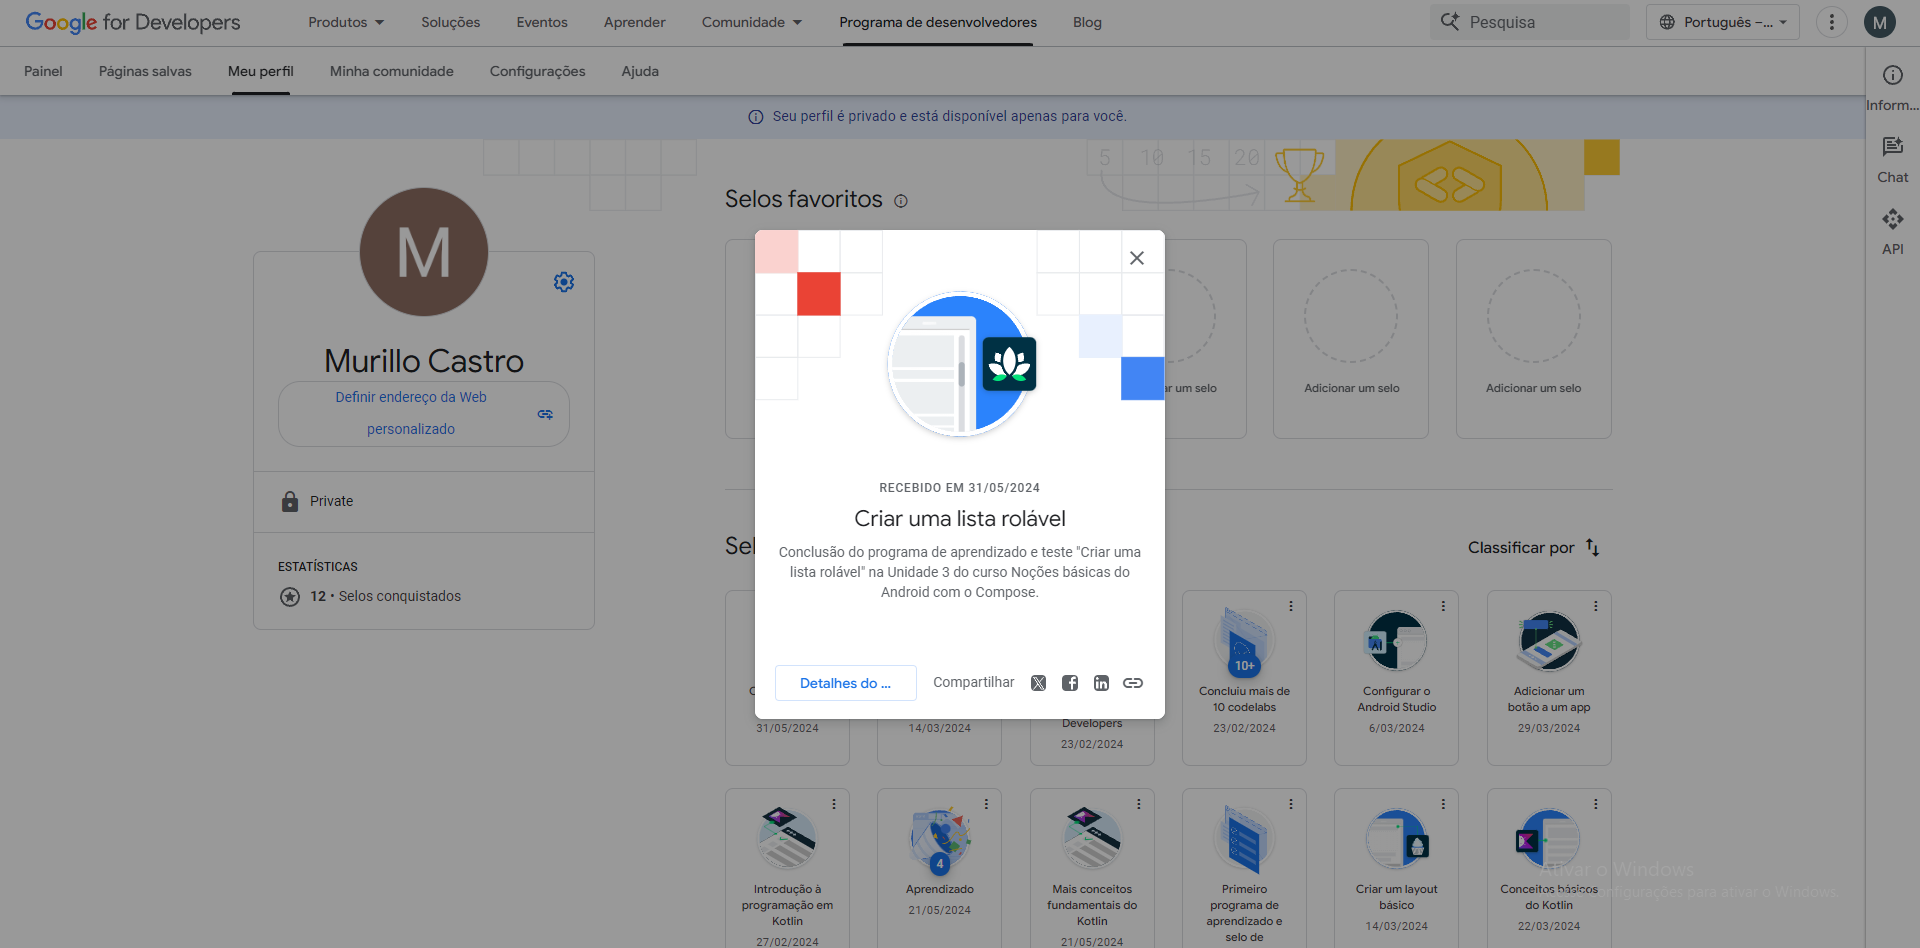 Google for Developers
Produtos
Soluções
Eventos
Aprender
Comunidade
Programa de desenvolvedores
Blog
Pesquisa
Português –...
M
Painel
Páginas salvas
Meu perfil
Minha comunidade
Configurações
Ajuda
Inform...
Chat
API
Seu perfil é privado e está disponível apenas para você.
5 10 15 20
M
Murillo Castro
Definir endereço da Web
personalizado
Private
ESTATÍSTICAS
12 • Selos conquistados
Selos favoritos
um selo
Adicionar um selo
Adicionar um selo
RECEBIDO EM 31/05/2024
Criar uma lista rolável
Conclusão do programa de aprendizado e teste "Criar uma
lista rolável" na Unidade 3 do curso Noções básicas do
Android com o Compose.
Detalhes do ...
Compartilhar
Classificar por
31/05/2024
14/03/2024
Developers
23/02/2024
10+
Concluiu mais de
10 codelabs
23/02/2024
Configurar o
Android Studio
6/03/2024
Adicionar um
botão a um app
29/03/2024
Introdução à
programação em
Kotlin
27/02/2024
4
Aprendizado
21/05/2024
Mais conceitos
fundamentais do
Kotlin
21/05/2024
Primeiro
programa de
aprendizado e
selo de
Criar um layout
básico
14/03/2024
Conceitos básicos
do Kotlin
22/03/2024
Ativar o Windows
configurações para ativar o Windows.